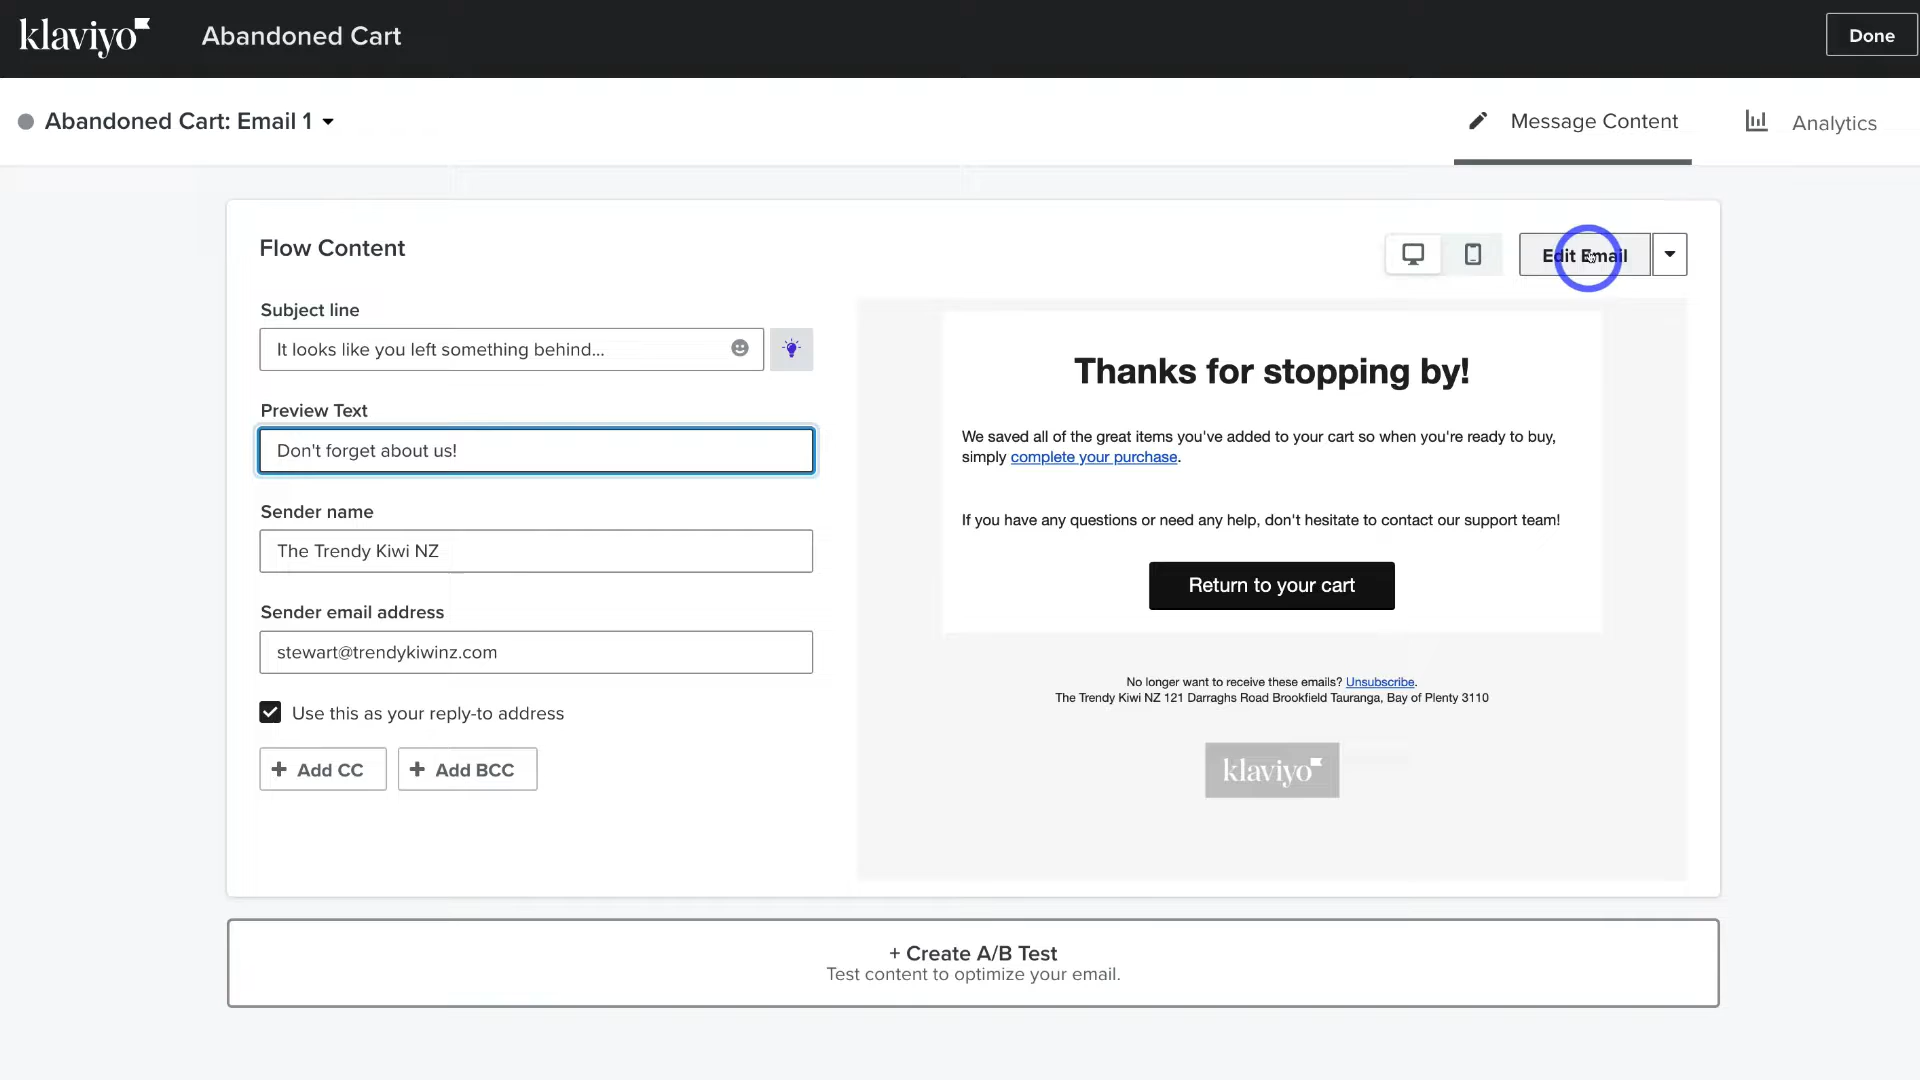 klaviyo
Abandoned Cart
Done
Abandoned Cart: Email 1
Message Content
Analytics
Flow Content
Edit Email
Subject line
It looks like you left something behind...
Preview Text
Don't forget about us!
Sender name
The Trendy Kiwi NZ
Sender email address
stewart@trendykiwinz.com
Use this as your reply-to address
+ Add CC
+ Add BCC
Thanks for stopping by!
We saved all of the great items you've added to your cart so when you're ready to buy,
simply complete your purchase.
If you have any questions or need any help, don't hesitate to contact our support team!
Return to your cart
No longer want to receive these emails? Unsubscribe.
The Trendy Kiwi NZ 121 Darraghs Road Brookfield Tauranga, Bay of Plenty 3110
klaviyo
+ Create A/B Test
Test content to optimize your email.